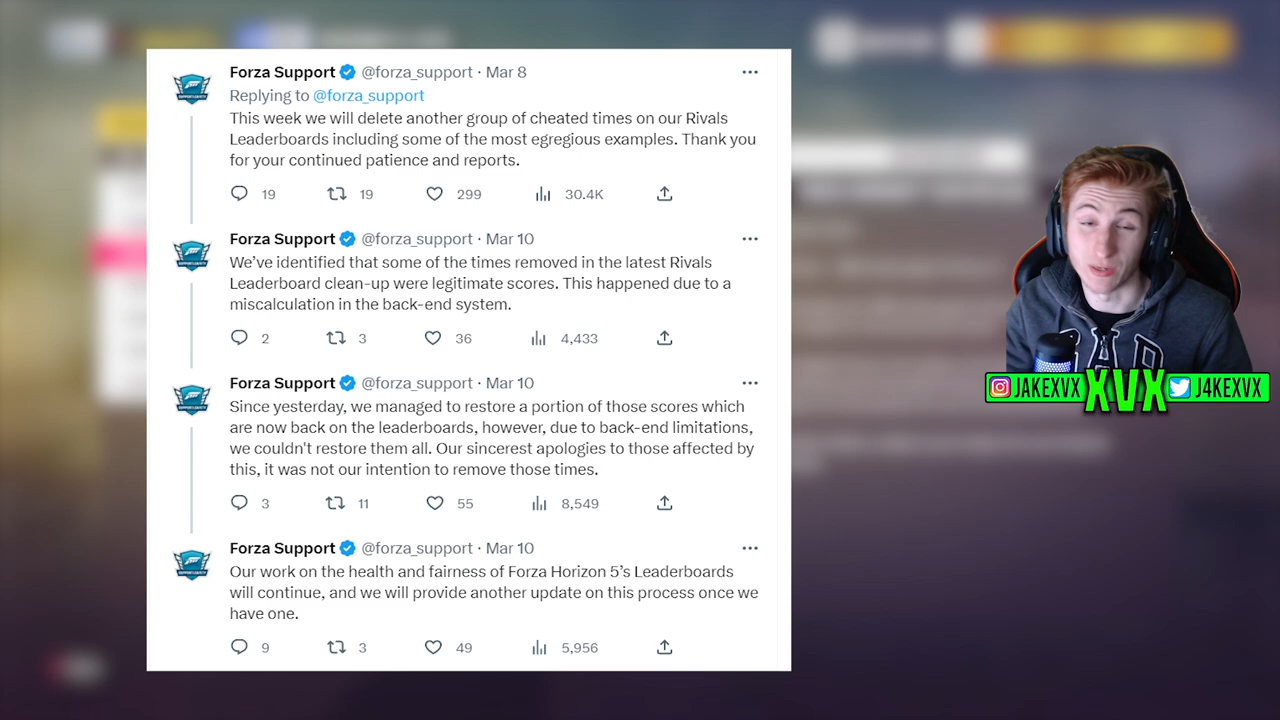 Forza Support @forza_support · Mar 8
Replying to @forza_support
This week we will delete another group of cheated times on our Rivals
Leaderboards including some of the most egregious examples. Thank you
for your continued patience and reports.
19 19 299 30.4K
Forza Support @forza_support · Mar 10
We’ve identified that some of the times removed in the latest Rivals
Leaderboard clean-up were legitimate scores. This happened due to a
miscalculation in the back-end system.
2 3 36 4,433
Forza Support @forza_support · Mar 10
Since yesterday, we managed to restore a portion of those scores which
are now back on the leaderboards, however, due to back-end limitations,
we couldn't restore them all. Our sincerest apologies to those affected by
this, it was not our intention to remove those times.
3 11 55 8,549
Forza Support @forza_support · Mar 10
Our work on the health and fairness of Forza Horizon 5’s Leaderboards
will continue, and we will provide another update on this process once we
have one.
9 3 49 5,956
JAKEXVX XVX J4KEXVX